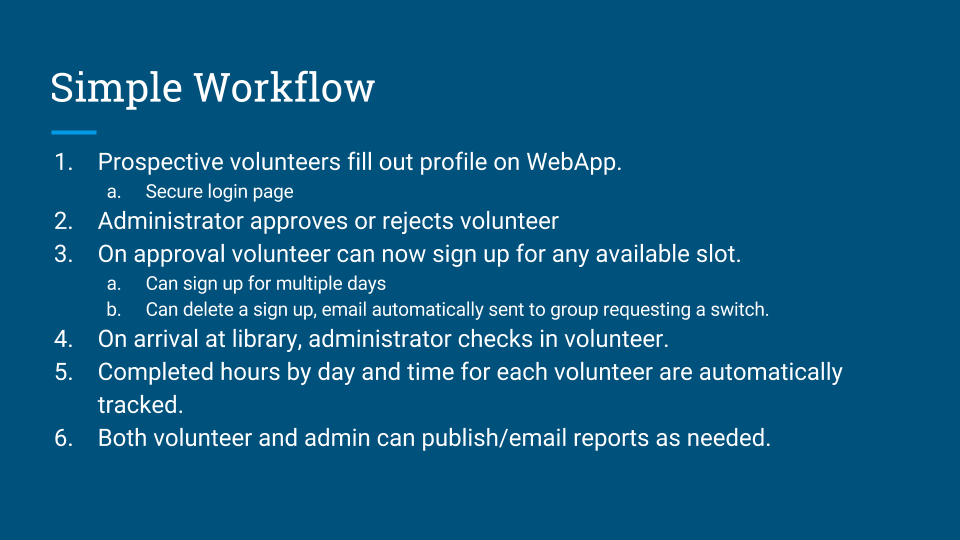 Simple Workflow
1. Prospective volunteers fill out profile on WebApp.
a. Secure login page
2. Administrator approves or rejects volunteer
3. On approval volunteer can now sign up for any available slot.
a. Can sign up for multiple days
b. Can delete a sign up, email automatically sent to group requesting a switch.
4. On arrival at library, administrator checks in volunteer.
5. Completed hours by day and time for each volunteer are automatically
tracked.
6. Both volunteer and admin can publish/email reports as needed.